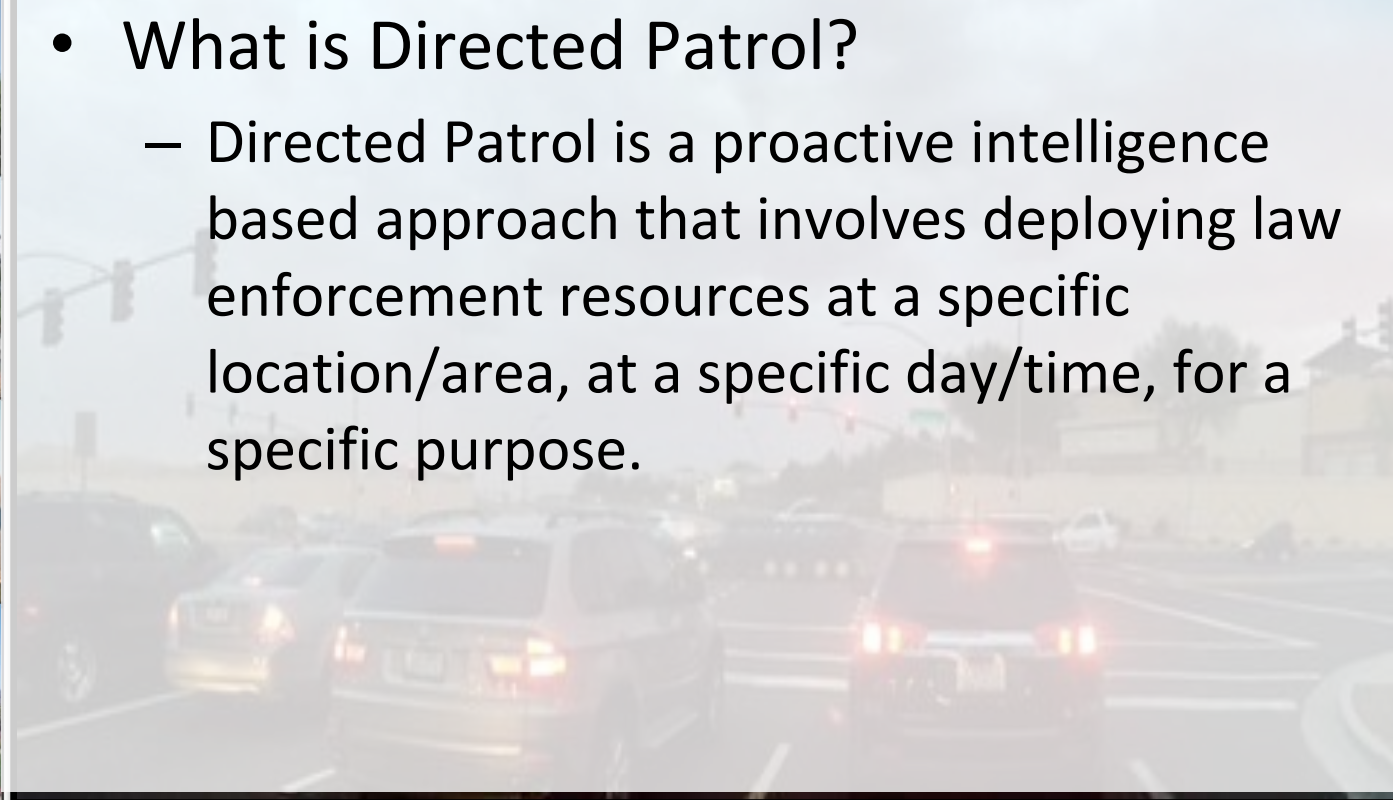 • What is Directed Patrol?
– Directed Patrol is a proactive intelligence
based approach that involves deploying law
enforcement resources at a specific
location/area, at a specific day/time, for a
specific purpose.